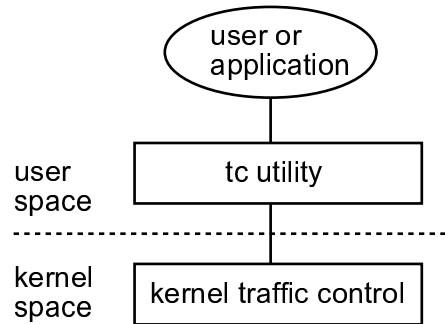 user or
application
tc utility
user
space
kernel
space
kernel traffic control